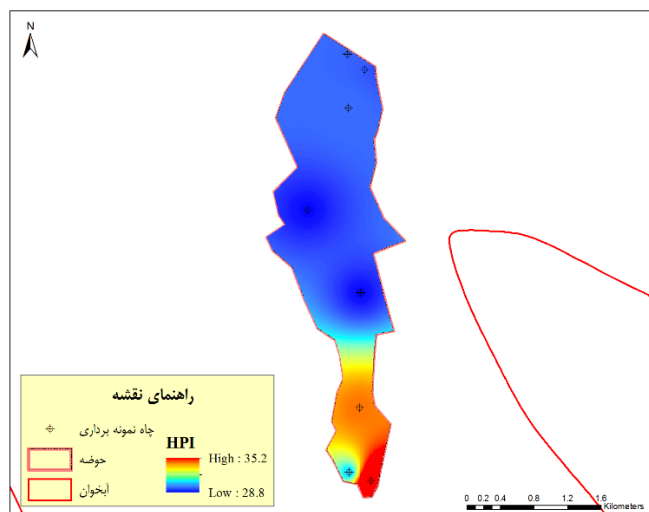 N
راهنمای نقشه
چاه نمونه برداری
حوضه
آبخوان
HPI
High : 35.2
Low : 28.8
0 0.2 0.4 0.8 1.2 1.6
Kilometers